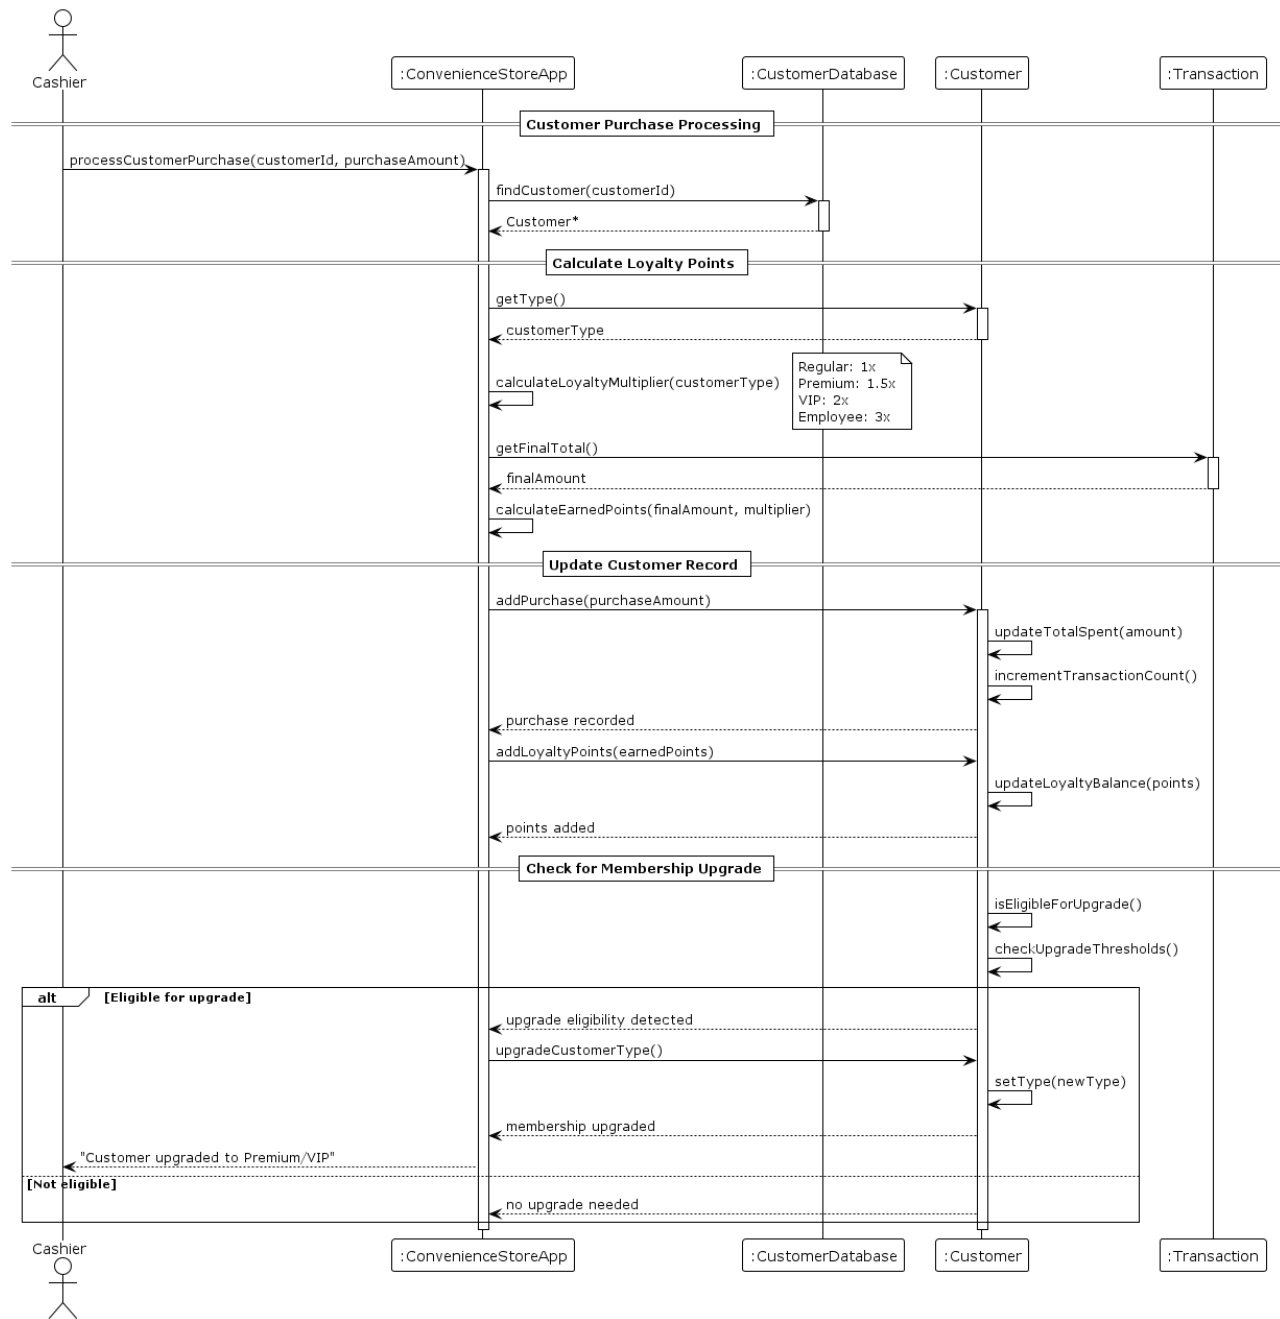 Cashier
:ConvenienceStoreApp
:CustomerDatabase
:Customer
:Transaction
Customer Purchase Processing
processCustomerPurchase(customerId, purchaseAmount)
findCustomer(customerId)
Customer*
Calculate Loyalty Points
getType()
customerType
calculateLoyaltyMultiplier(customerType)
Regular: 1x
Premium: 1.5x
VIP: 2x
Employee: 3x
getFinalTotal()
finalAmount
calculateEarnedPoints(finalAmount, multiplier)
Update Customer Record
addPurchase(purchaseAmount)
updateTotalSpent(amount)
incrementTransactionCount()
purchase recorded
addLoyaltyPoints(earnedPoints)
updateLoyaltyBalance(points)
points added
Check for Membership Upgrade
isEligibleForUpgrade()
checkUpgradeThresholds()
alt [Eligible for upgrade]
upgrade eligibility detected
upgradeCustomerType()
setType(newType)
membership upgraded
"Customer upgraded to Premium/VIP"
[Not eligible]
no upgrade needed
Cashier
:ConvenienceStoreApp
:CustomerDatabase
:Customer
:Transaction